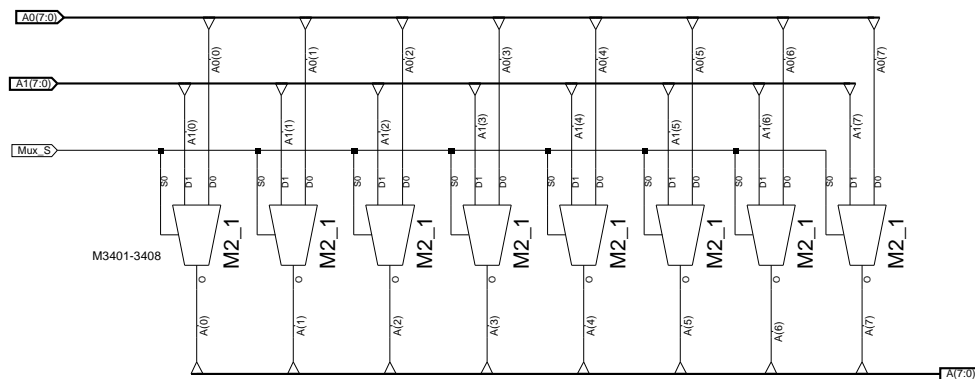 A0(7:0)
A0(0) A0(1) A0(2) A0(3) A0(4) A0(5) A0(6) A0(7)
A1(7:0)
A1(0) A1(1) A1(2) A1(3) A1(4) A1(5) A1(6) A1(7)
Mux_S
S0 D1 D0 S0 D1 D0 S0 D1 D0 S0 D1 D0 S0 D1 D0 S0 D1 D0 S0 D1 D0 S0 D1 D0
M2_1 M2_1 M2_1 M2_1 M2_1 M2_1 M2_1 M2_1
M3401-3408
O O O O O O O O
A(0) A(1) A(2) A(3) A(4) A(5) A(6) A(7)
A(7:0)